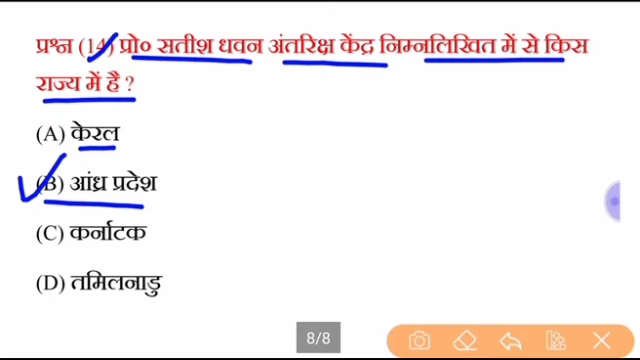 प्रश्न (14) प्रो० सतीश धवन अंतरिक्ष केंद्र निम्नलिखित में से किस
राज्य में है ?
(A) केरल
(B) आंध्र प्रदेश
(C) कर्नाटक
(D) तमिलनाडु
8/8